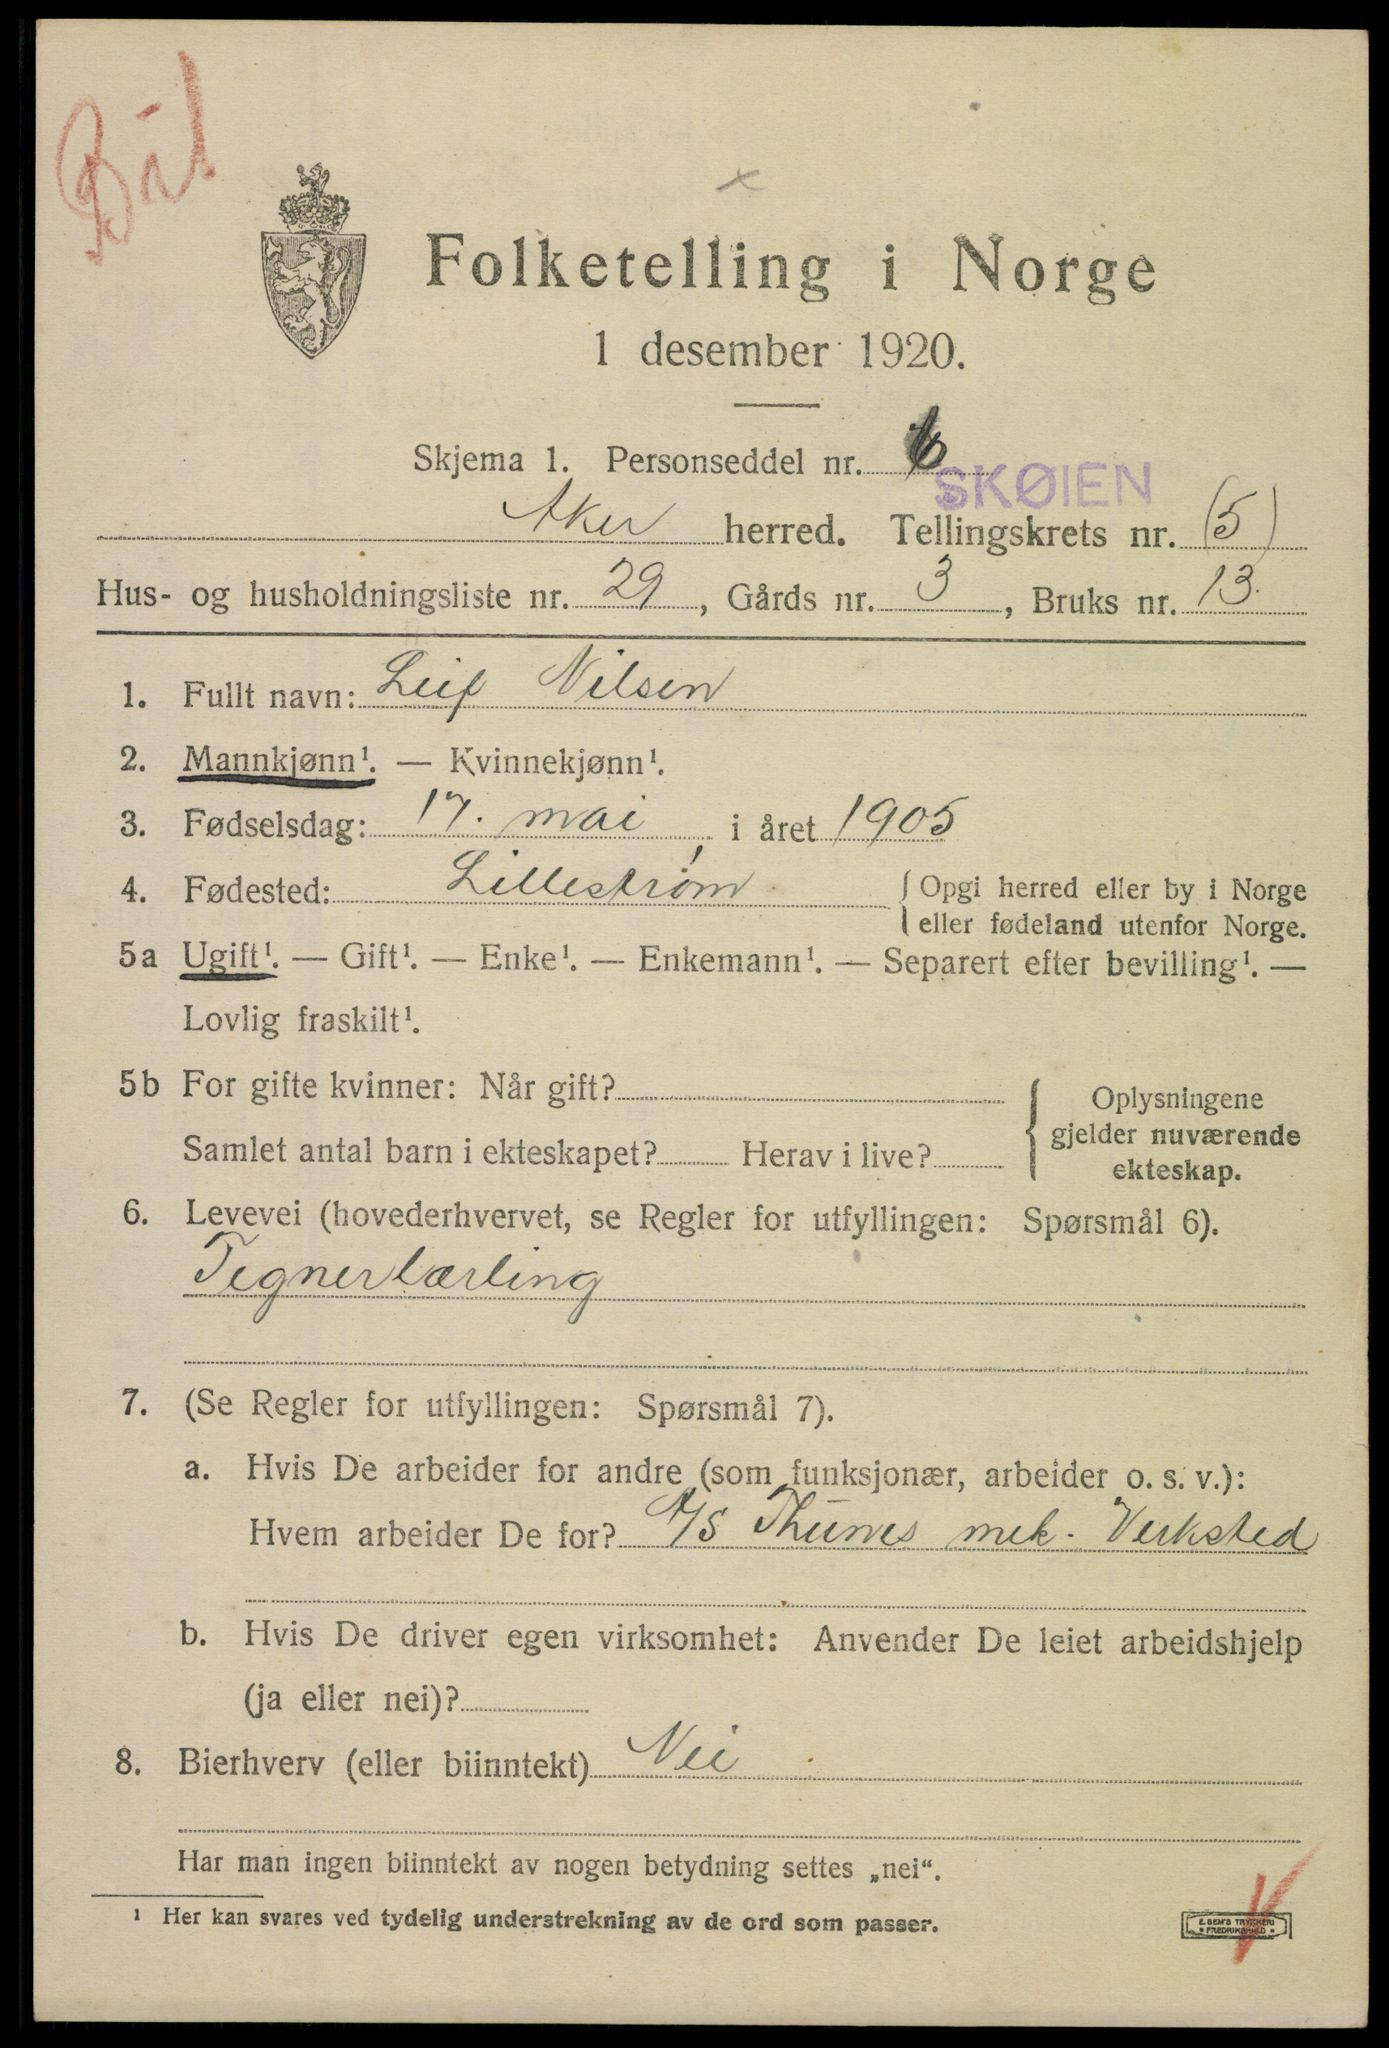 Bål
Folketelling i Norge
1 desember 1920.
Skjema 1. Personseddel nr. 6
SKØIEN
Aker herred. Tellingskrets nr. (5)
Hus- og husholdningsliste nr. 29, Gårds nr. 3, Bruks nr. 13.
1. Fullt navn: Leif Nilsen
2. Mannkjønn¹. — Kvinnekjønn¹.
3. Fødselsdag: 17. mai, i året 1905
4. Fødested: Lillestrøm { Opgi herred eller by i Norge
eller fødeland utenfor Norge.
5a Ugift¹. — Gift¹. — Enke¹. — Enkemann¹. — Separert efter bevilling¹. —
Lovlig fraskilt¹.
5b For gifte kvinner: Når gift?
Samlet antal barn i ekteskapet? Herav i live?
{ Oplysningene
gjelder nuværende
ekteskap.
6. Levevei (hovederhvervet, se Regler for utfyllingen: Spørsmål 6).
Tegnerlærling
7. (Se Regler for utfyllingen: Spørsmål 7).
a. Hvis De arbeider for andre (som funksjonær, arbeider o. s. v.):
Hvem arbeider De for? A/S Thunes mek. Verksted
b. Hvis De driver egen virksomhet: Anvender De leiet arbeidshjelp
(ja eller nei)?
8. Bierhverv (eller biinntekt) Nei
Har man ingen biinntekt av nogen betydning settes „nei“.
¹ Her kan svares ved tydelig understrekning av de ord som passer.
E. SEM'S TRYKKERI
FREDRIKSHALD